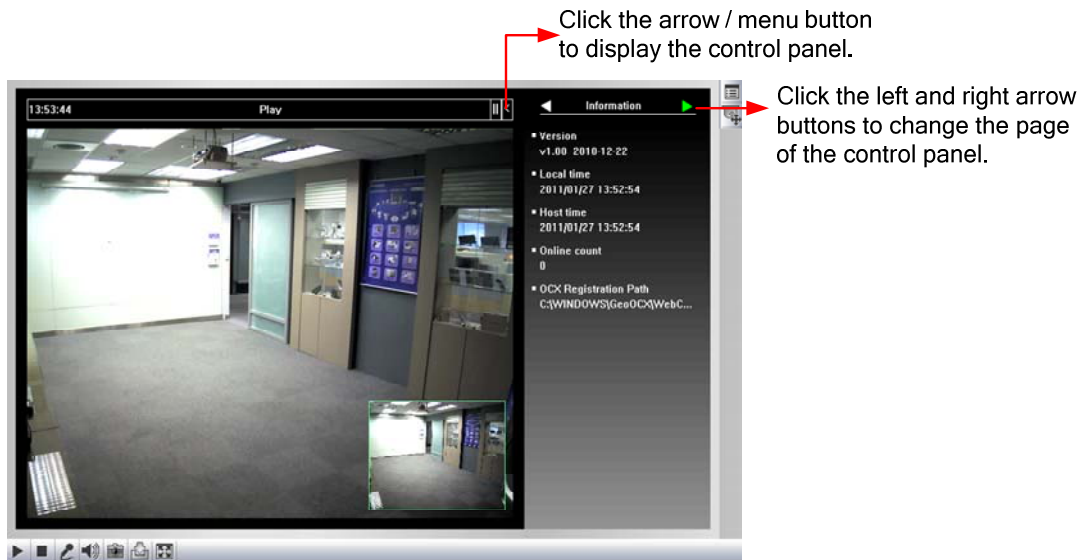 Click the arrow / menu button
to display the control panel.
Click the left and right arrow
buttons to change the page
of the control panel.
13:53:44 Play
Information
Version
v1.00 2010-12-22
Local time
2011/01/27 13:52:54
Host time
2011/01/27 13:52:54
Online count
0
OCX Registration Path
C:\WINDOWS\GeoOCX\WebC...